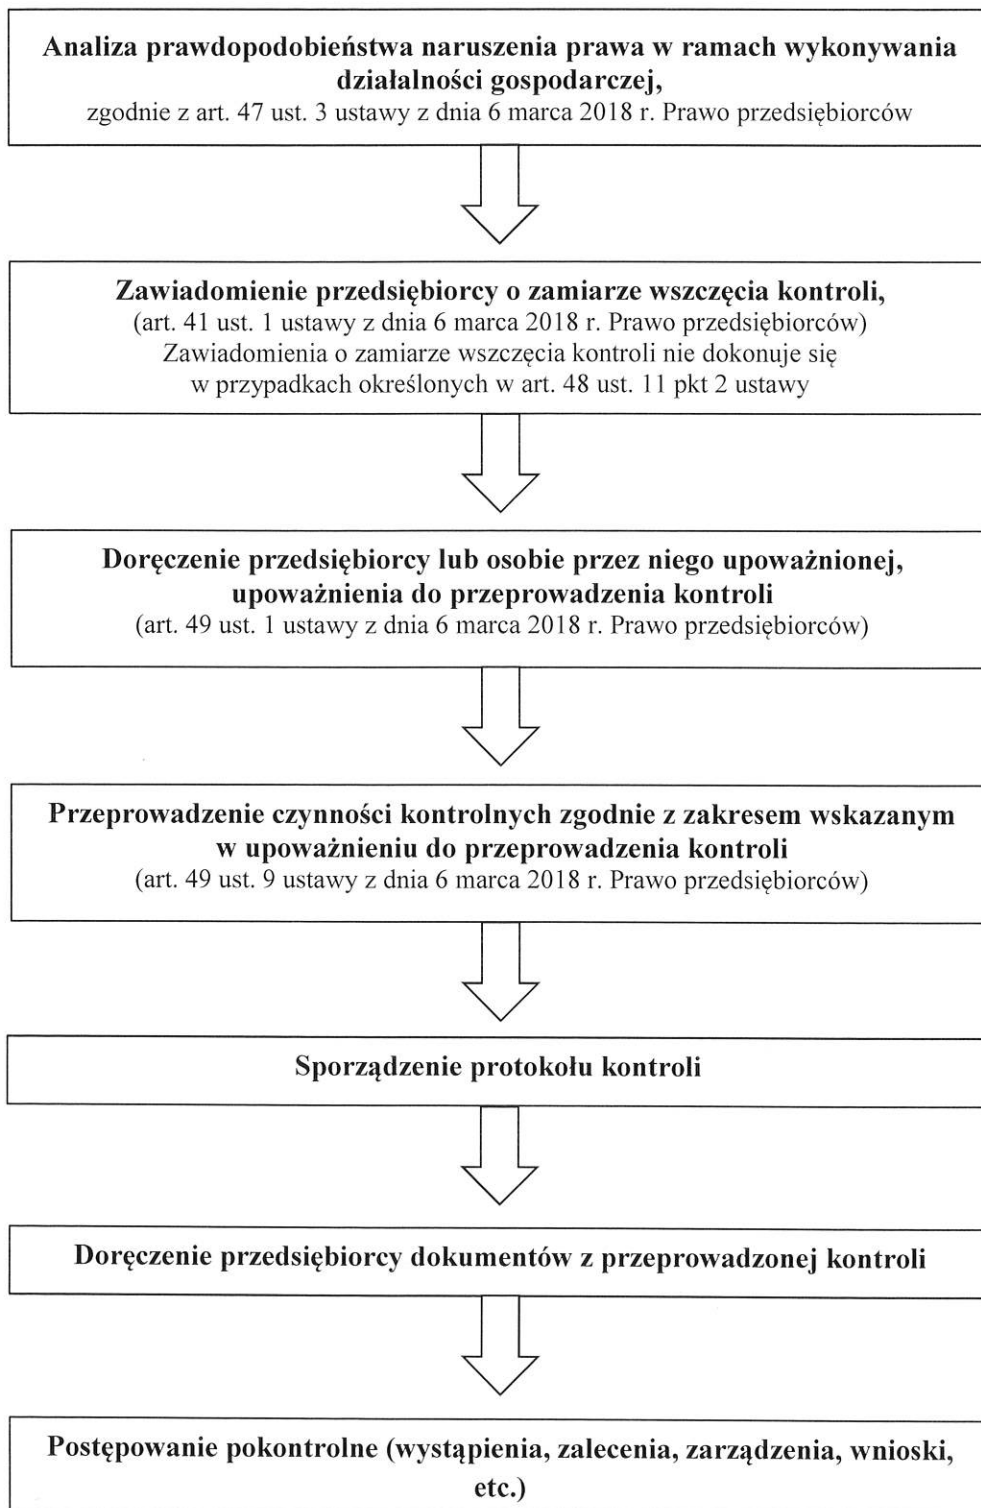 Analiza prawdopodobieństwa naruszenia prawa w ramach wykonywania
działalności gospodarczej,
zgodnie z art. 47 ust. 3 ustawy z dnia 6 marca 2018 r. Prawo przedsiębiorców
Zawiadomienie przedsiębiorcy o zamiarze wszczęcia kontroli,
(art. 41 ust. 1 ustawy z dnia 6 marca 2018 r. Prawo przedsiębiorców)
Zawiadomienia o zamiarze wszczęcia kontroli nie dokonuje się
w przypadkach określonych w art. 48 ust. 11 pkt 2 ustawy
Doręczenie przedsiębiorcy lub osobie przez niego upoważnionej,
upoważnienia do przeprowadzenia kontroli
(art. 49 ust. 1 ustawy z dnia 6 marca 2018 r. Prawo przedsiębiorców)
Przeprowadzenie czynności kontrolnych zgodnie z zakresem wskazanym
w upoważnieniu do przeprowadzenia kontroli
(art. 49 ust. 9 ustawy z dnia 6 marca 2018 r. Prawo przedsiębiorców)
Sporządzenie protokołu kontroli
Doręczenie przedsiębiorcy dokumentów z przeprowadzonej kontroli
Postępowanie pokontrolne (wystąpienia, zalecenia, zarządzenia, wnioski,
etc.)